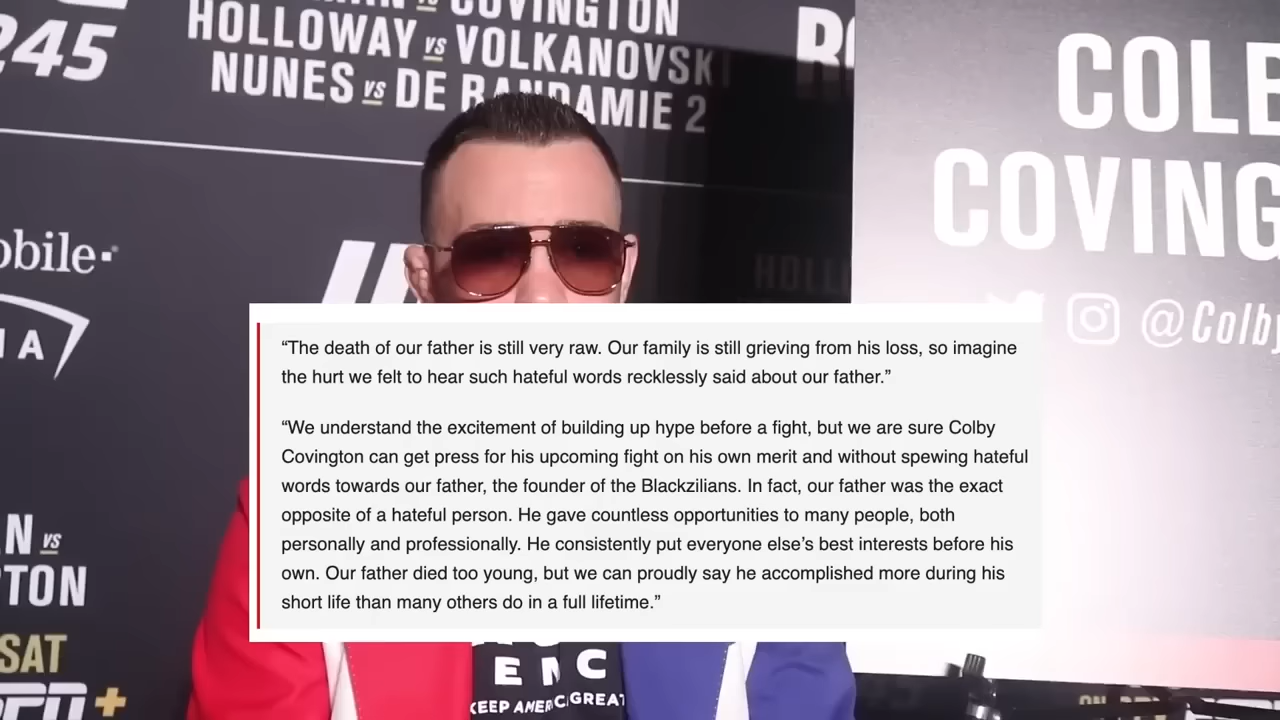 245
COVINGTON
HOLLOWAY vs VOLKANOVSK
NUNES vs DE RANDAMIE 2
COLB
COVING
@Colby
obile
“The death of our father is still very raw. Our family is still grieving from his loss, so imagine
the hurt we felt to hear such hateful words recklessly said about our father.”
“We understand the excitement of building up hype before a fight, but we are sure Colby
Covington can get press for his upcoming fight on his own merit and without spewing hateful
words towards our father, the founder of the Blackzilians. In fact, our father was the exact
opposite of a hateful person. He gave countless opportunities to many people, both
personally and professionally. He consistently put everyone else’s best interests before his
own. Our father died too young, but we can proudly say he accomplished more during his
short life than many others do in a full lifetime.”
N vs
TON
SAT
ESPN+
KEEP AMERICA GREAT